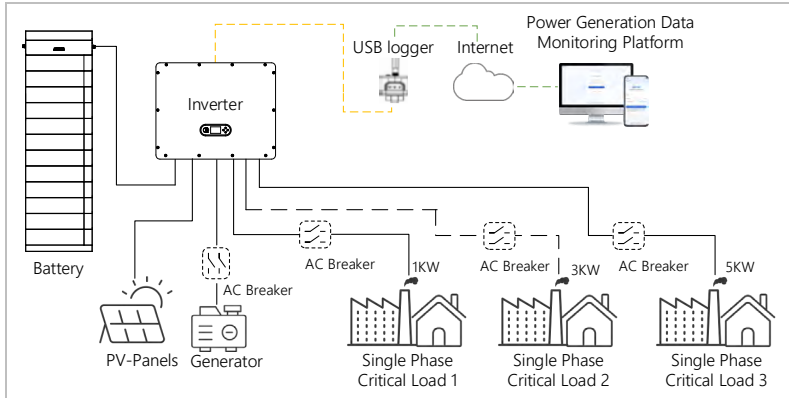 Power Generation Data
Monitoring Platform
USB logger
Internet
Inverter
Battery
AC Breaker
1KW
AC Breaker
3KW
AC Breaker
5KW
AC Breaker
PV-Panels
Generator
Single Phase
Critical Load 1
Single Phase
Critical Load 2
Single Phase
Critical Load 3